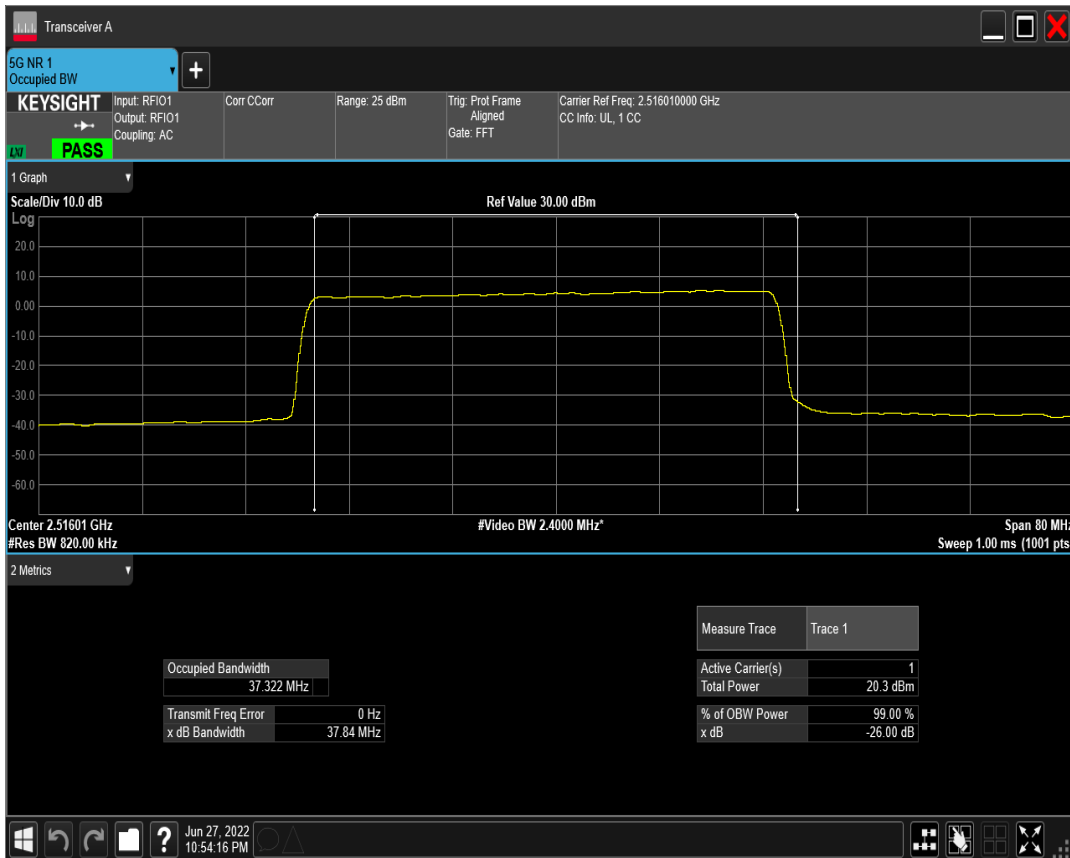 Transceiver A
5G NR 1
Occupied BW
+
KEYSIGHT
LXI
PASS
Input: RFIO1
Output: RFIO1
Coupling: AC
Corr CCorr
Range: 25 dBm
Trig: Prot Frame
Aligned
Gate: FFT
Carrier Ref Freq: 2.516010000 GHz
CC Info: UL, 1 CC
1 Graph
Scale/Div 10.0 dB
Ref Value 30.00 dBm
Log
20.0
10.0
0.00
-10.0
-20.0
-30.0
-40.0
-50.0
-60.0
Center 2.51601 GHz
#Video BW 2.4000 MHz*
Span 80 MHz
#Res BW 820.00 kHz
Sweep 1.00 ms (1001 pts
2 Metrics
Measure Trace Trace 1
Occupied Bandwidth
37.322 MHz
Active Carrier(s) 1
Total Power 20.3 dBm
Transmit Freq Error 0 Hz
x dB Bandwidth 37.84 MHz
% of OBW Power 99.00 %
x dB -26.00 dB
?
Jun 27, 2022
10:54:16 PM